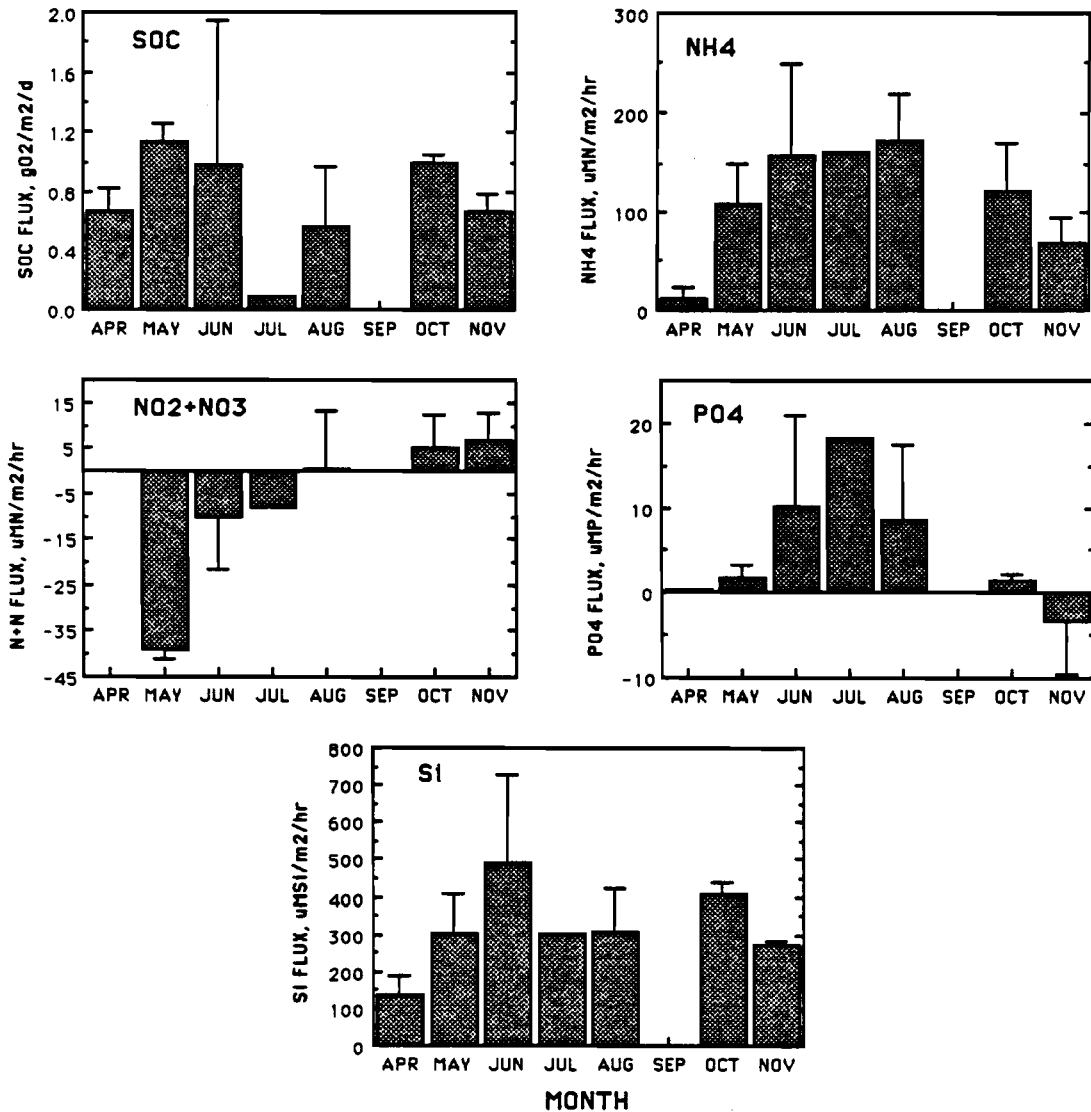 SOC
SOC FLUX, gO2/m2/d
2.0
1.6
1.2
0.8
0.4
0.0
APR MAY JUN JUL AUG SEP OCT NOV
NH4
NH4 FLUX, uMN/m2/hr
300
200
100
0
APR MAY JUN JUL AUG SEP OCT NOV
NO2+NO3
N+N FLUX, uMN/m2/hr
15
5
-5
-15
-25
-35
-45
APR MAY JUN JUL AUG SEP OCT NOV
PO4
PO4 FLUX, uMP/m2/hr
20
10
0
-10
APR MAY JUN JUL AUG SEP OCT NOV
Si
SI FLUX, uMSi/m2/hr
800
700
600
500
400
300
200
100
0
APR MAY JUN JUL AUG SEP OCT NOV
MONTH